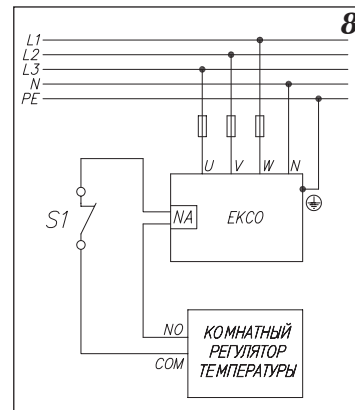 8
L1
L2
L3
N
PE
U V W N
S1
NA
EKCO
NO
COM
КОМНАТНЫЙ
РЕГУЛЯТОР
ТЕМПЕРАТУРЫ